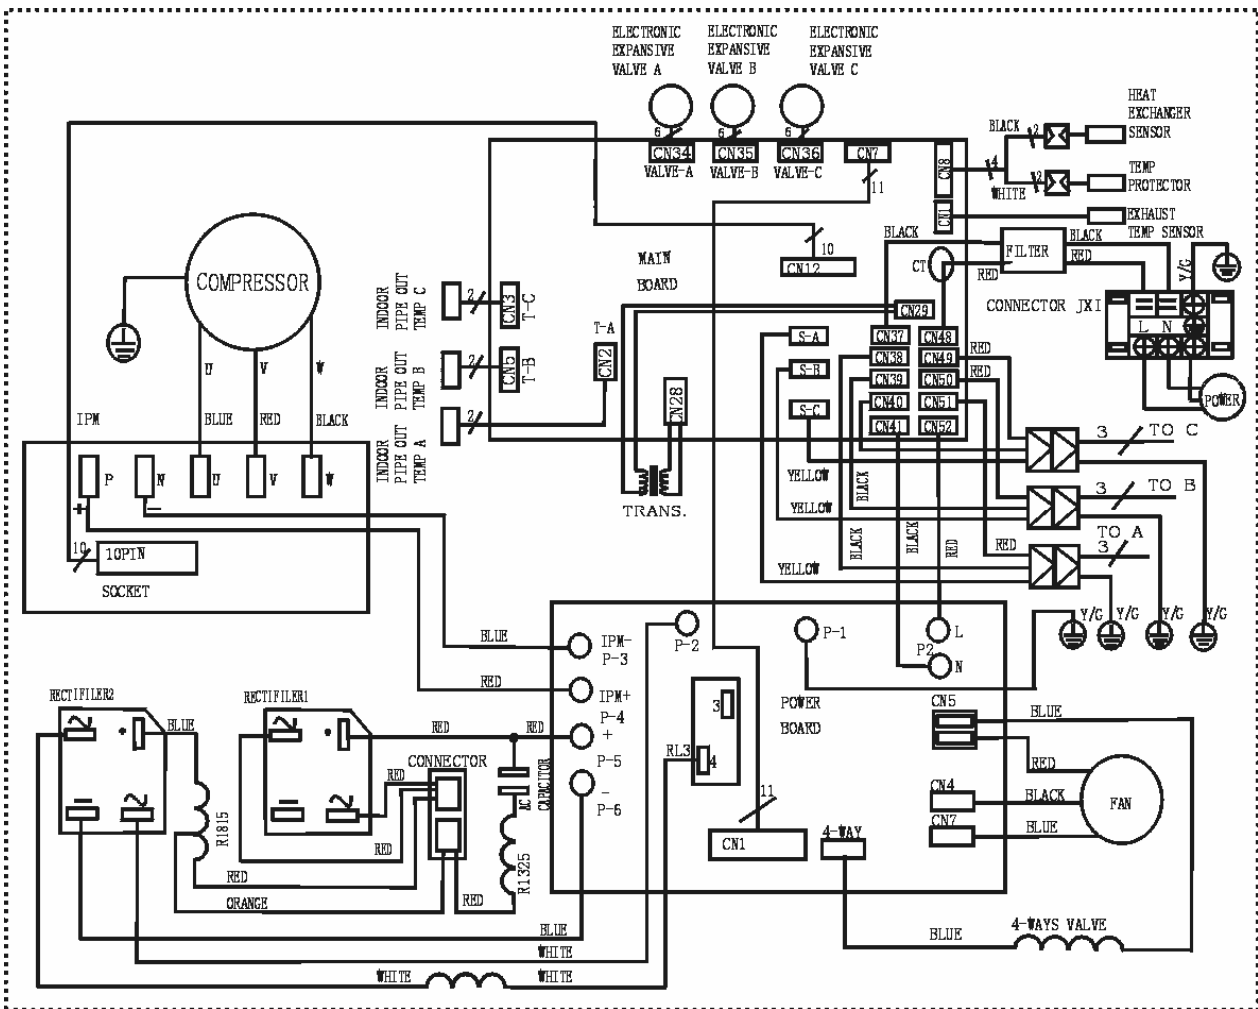 ELECTRONIC
EXPANSIVE
VALVE A
ELECTRONIC
EXPANSIVE
VALVE B
ELECTRONIC
EXPANSIVE
VALVE C
6
6
6
CN34
CN35
CN36
CN7
VALVE-A
VALVE-B
VALVE-C
11
CN8
CN1
BLACK
2
4
WHITE
2
HEAT
EXCHANGER
SENSOR
TEMP
PROTECTOR
EXHAUST
TEMP SENSOR
BLACK
CT
RED
FILTER
BLACK
RED
Y/G
CONNECTOR JX1
L N
POWER
10
CN12
MAIN
BOARD
COMPRESSOR
INDOOR
PIPE OUT
TEMP C
2
CN3
T-C
INDOOR
PIPE OUT
TEMP B
2
CN5
T-B
INDOOR
PIPE OUT
TEMP A
2
T-A
CN2
CN29
CN28
TRANS.
S-A
S-B
S-C
CN37
CN38
CN39
CN40
CN41
CN48
CN49
CN50
CN51
CN52
RED
RED
YELLOW
YELLOW
YELLOW
BLACK
BLACK
BLACK
RED
RED
3
TO C
3
TO B
TO A
3
Y/G
Y/G
Y/G
Y/G
U
V
W
BLUE
RED
BLACK
IPM
P
N
U
V
W
+
-
10
10PIN
SOCKET
BLUE
RED
IPM-
P-3
IPM+
P-4
+
P-5
-
P-6
P-2
P-1
P2
L
N
POWER
BOARD
3
RL3
4
11
CN1
4-WAY
CN5
CN4
CN7
BLUE
RED
BLACK
BLUE
FAN
BLUE
4-WAYS VALVE
RECTIFILER2
BLUE
R1815
RECTIFILER1
RED
RED
CONNECTOR
RED
RED
AC
CAPACITOR
R1325
RED
ORANGE
RED
BLUE
WHITE
WHITE
WHITE